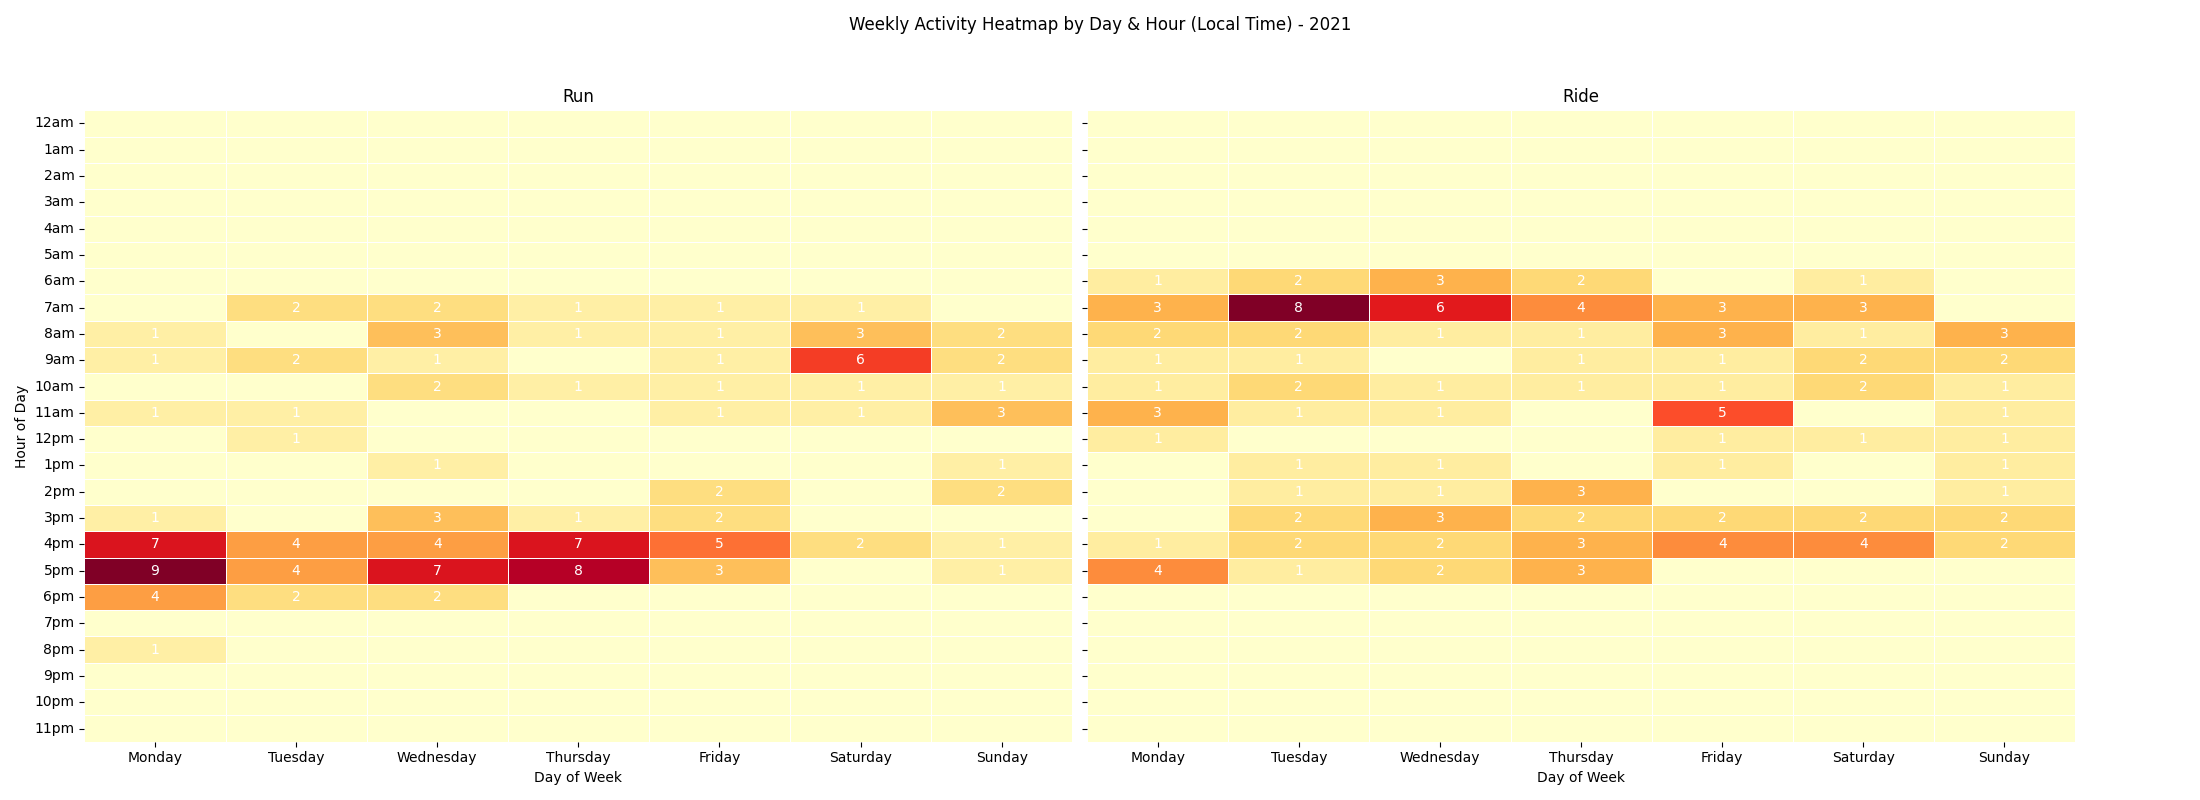 Weekly Activity Heatmap by Day & Hour (Local Time) - 2021
Run Ride
12am
1am
2am
3am
4am
5am
6am 1 2 3 2 1
7am 2 2 1 1 1 3 8 6 4 3 3
8am 1 3 1 1 3 2 2 2 1 1 3 1 3
9am 1 2 1 1 6 2 1 1 1 1 2 2
10am 2 1 1 1 1 1 2 1 1 1 2 1
11am 1 1 1 1 3 3 1 1 5 1
12pm 1 1 1 1 1
1pm 1 1 1 1 1 1
2pm 2 2 1 1 3 1
3pm 1 3 1 2 2 3 2 2 2 2
4pm 7 4 4 7 5 2 1 1 2 2 3 4 4 2
5pm 9 4 7 8 3 1 4 1 2 3
6pm 4 2 2
7pm
8pm 1
9pm
10pm
11pm
Hour of Day
Monday Tuesday Wednesday Thursday Friday Saturday Sunday Monday Tuesday Wednesday Thursday Friday Saturday Sunday
Day of Week Day of Week